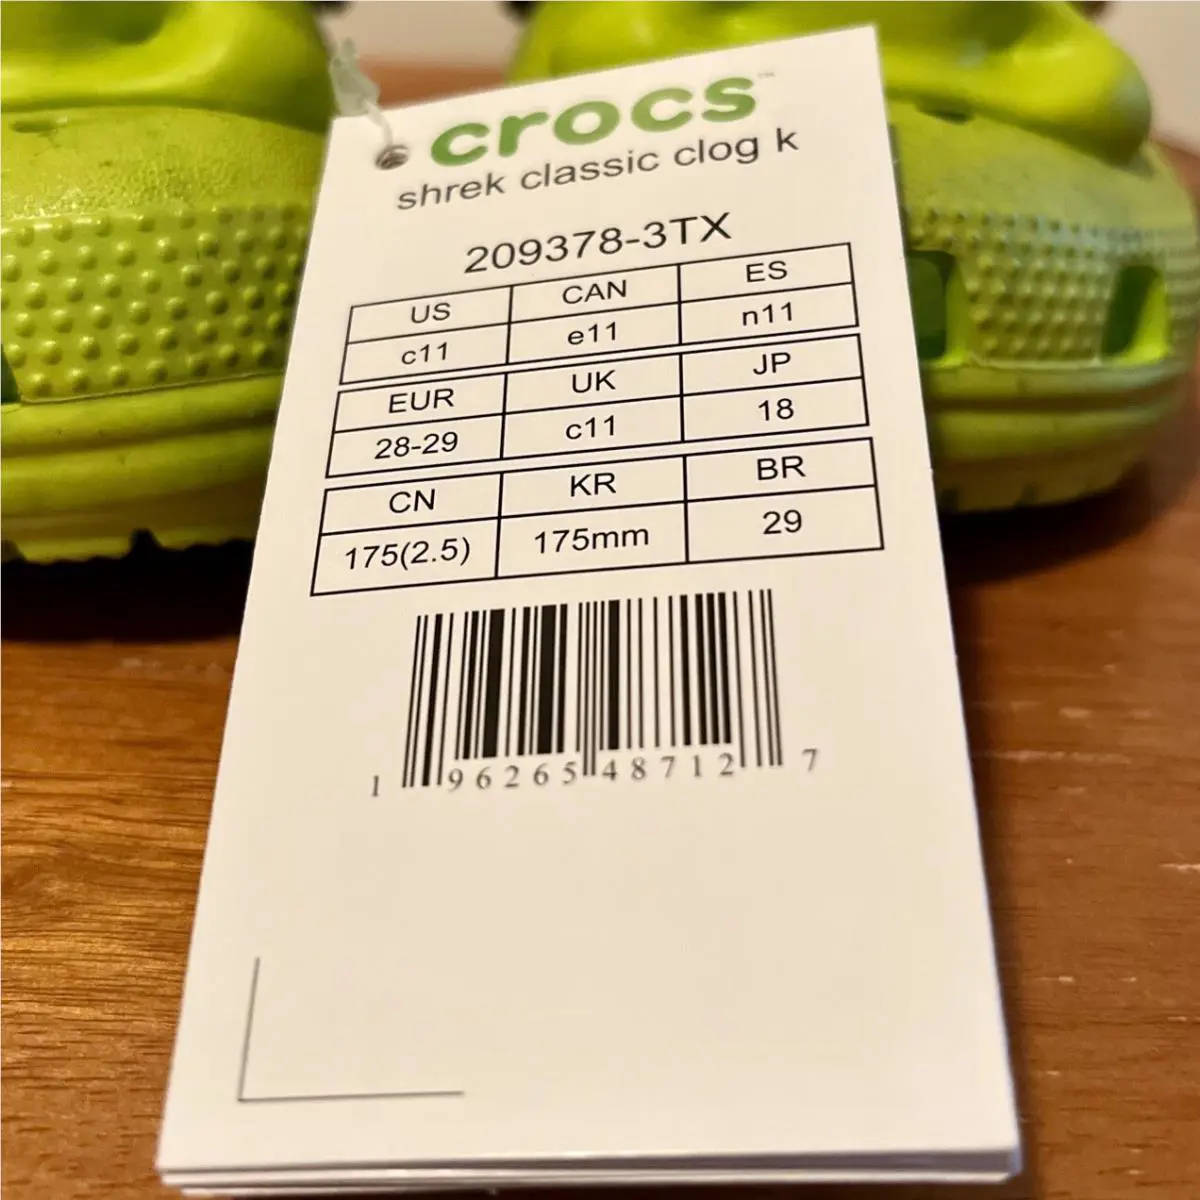 crocs™
shrek classic clog k
209378-3TX
US CAN ES
c11 e11 n11
EUR UK JP
28-29 c11 18
CN KR BR
175(2.5) 175mm 29
1 96265 48712 7